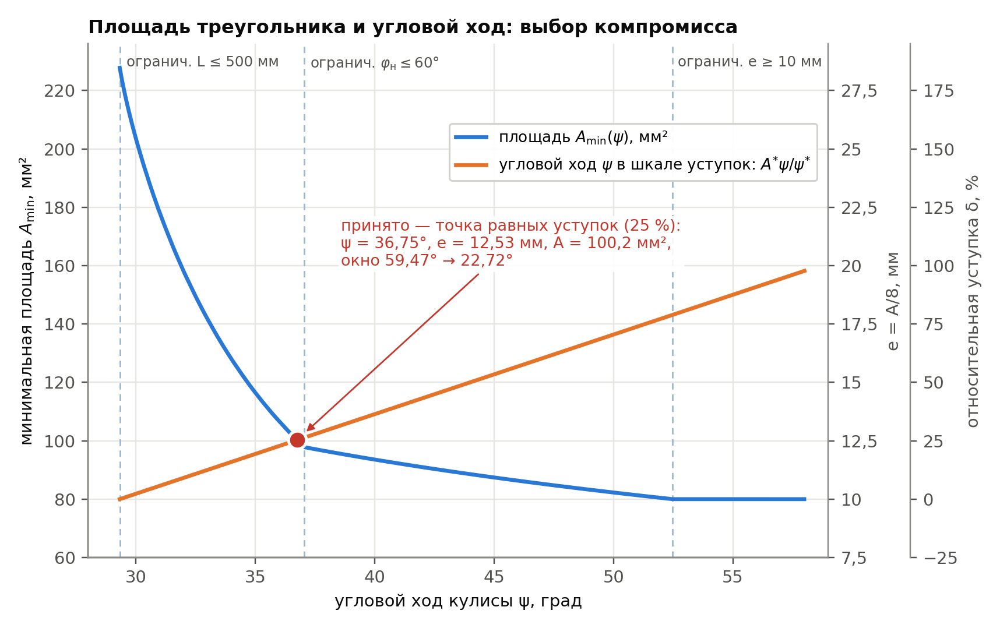 Площадь треугольника и угловой ход: выбор компромисса
огранич. L ≤ 500 мм
огранич. φн ≤ 60°
огранич. e ≥ 10 мм
площадь Amin(ψ), мм²
угловой ход ψ в шкале уступок: A*ψ/ψ*
принято — точка равных уступок (25 %):
ψ = 36,75°, e = 12,53 мм, A = 100,2 мм²,
окно 59,47° → 22,72°
минимальная площадь Amin, мм²
220
200
180
160
140
120
100
80
60
30
35
40
45
50
55
угловой ход кулисы ψ, град
27,5
25
22,5
20
17,5
15
12,5
10
7,5
e = A/8, мм
175
150
125
100
75
50
25
0
−25
относительная уступка δ, %